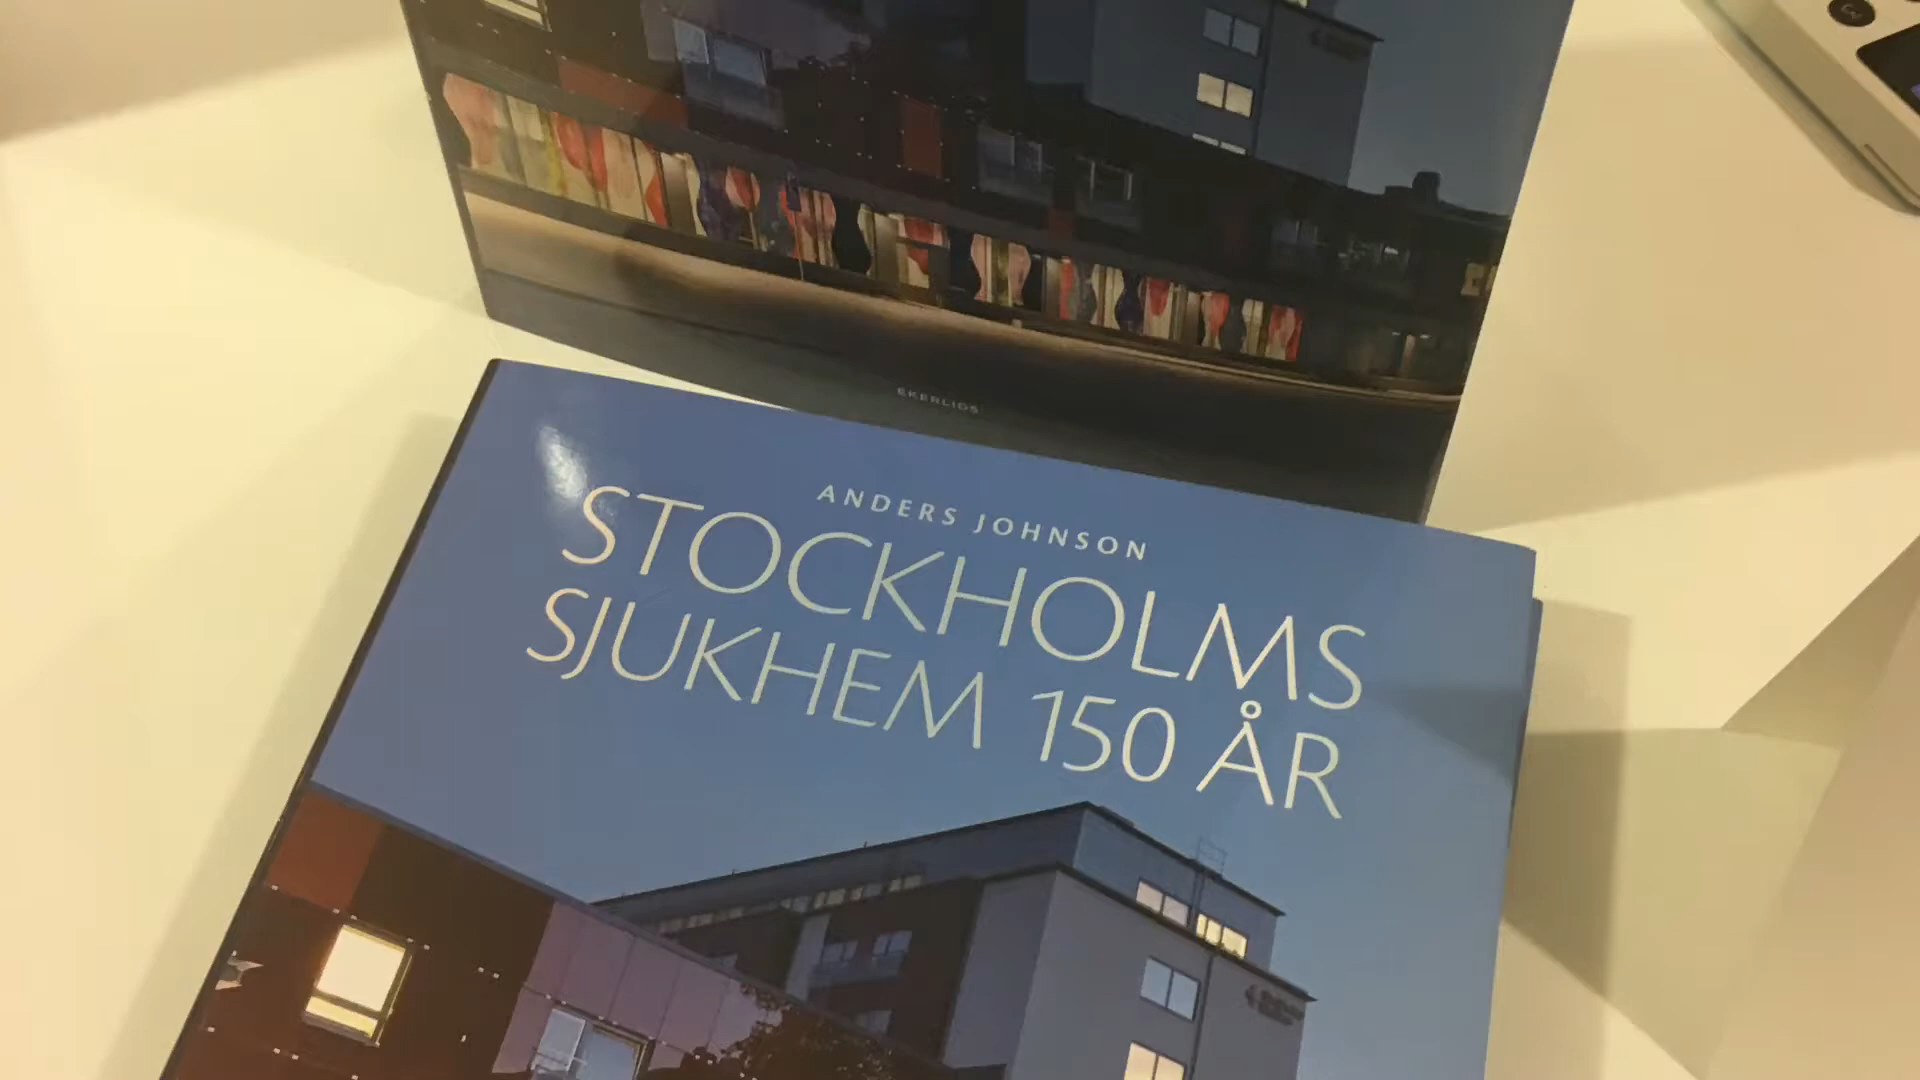 EKERLIDS
ANDERS JOHNSON
STOCKHOLMS
SJUKHEM 150 ÅR